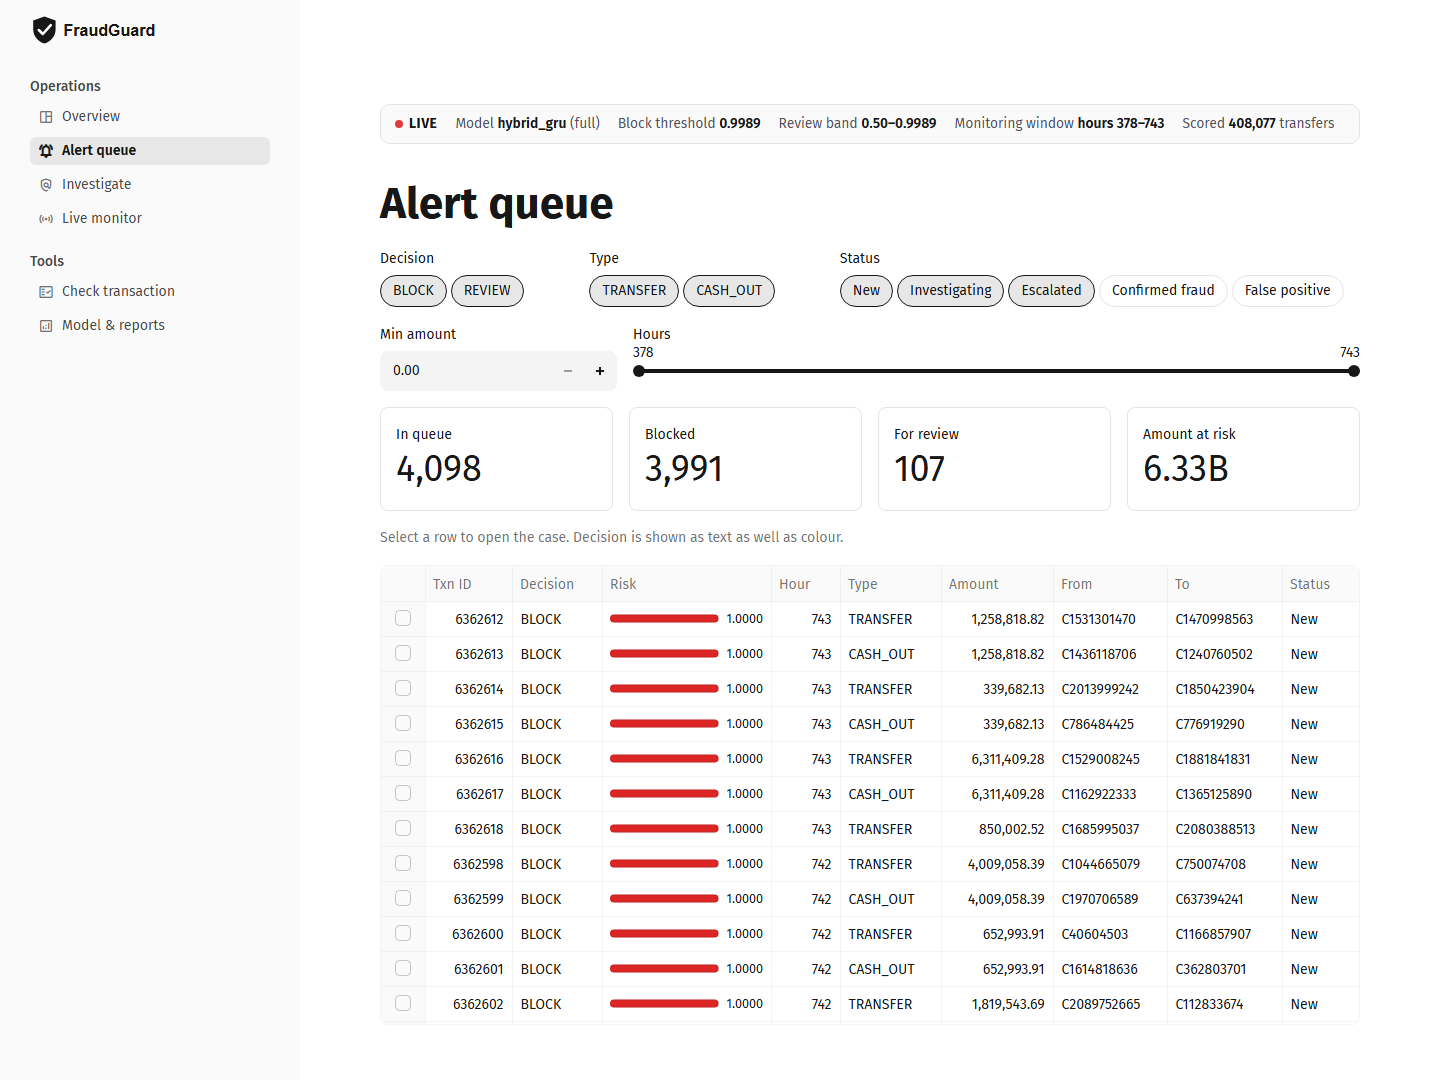 FraudGuard
Operations
Overview
Alert queue
Investigate
Live monitor
Tools
Check transaction
Model & reports
LIVE Model hybrid_gru (full) Block threshold 0.9989 Review band 0.50–0.9989 Monitoring window hours 378–743 Scored 408,077 transfers
Alert queue
Decision Type Status
BLOCK REVIEW TRANSFER CASH_OUT New Investigating Escalated Confirmed fraud False positive
Min amount Hours
378 743
0.00 − +
In queue Blocked For review Amount at risk
4,098 3,991 107 6.33B
Select a row to open the case. Decision is shown as text as well as colour.
Txn ID Decision Risk Hour Type Amount From To Status
6362612 BLOCK 1.0000 743 TRANSFER 1,258,818.82 C1531301470 C1470998563 New
6362613 BLOCK 1.0000 743 CASH_OUT 1,258,818.82 C1436118706 C1240760502 New
6362614 BLOCK 1.0000 743 TRANSFER 339,682.13 C2013999242 C1850423904 New
6362615 BLOCK 1.0000 743 CASH_OUT 339,682.13 C786484425 C776919290 New
6362616 BLOCK 1.0000 743 TRANSFER 6,311,409.28 C1529008245 C1881841831 New
6362617 BLOCK 1.0000 743 CASH_OUT 6,311,409.28 C1162922333 C1365125890 New
6362618 BLOCK 1.0000 743 TRANSFER 850,002.52 C1685995037 C2080388513 New
6362598 BLOCK 1.0000 742 TRANSFER 4,009,058.39 C1044665079 C750074708 New
6362599 BLOCK 1.0000 742 CASH_OUT 4,009,058.39 C1970706589 C637394241 New
6362600 BLOCK 1.0000 742 TRANSFER 652,993.91 C40604503 C1166857907 New
6362601 BLOCK 1.0000 742 CASH_OUT 652,993.91 C1614818636 C362803701 New
6362602 BLOCK 1.0000 742 TRANSFER 1,819,543.69 C2089752665 C112833674 New